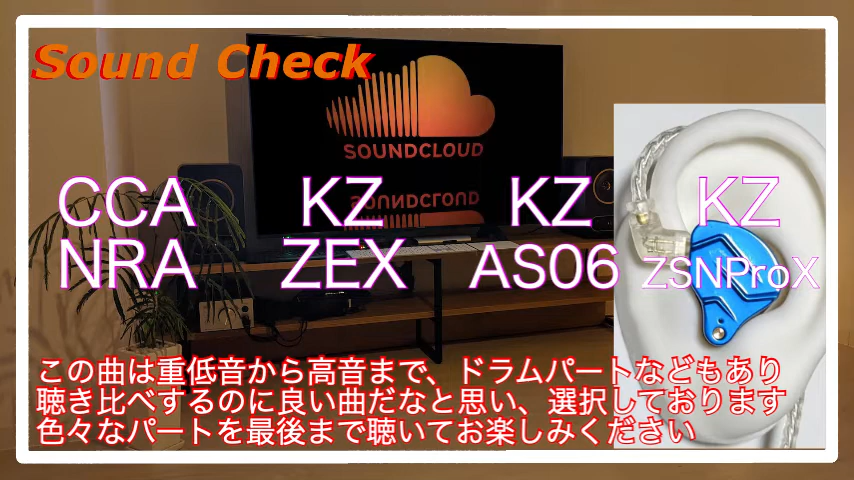 Sound Check
SOUNDCLOUD
SOUNDCLOUD
CCA KZ KZ KZ
NRA ZEX AS06 ZSNProX
この曲は重低音から高音まで、ドラムパートなどもあり
聴き比べするのに良い曲だなと思い、選択しております
色々なパートを最後まで聴いてお楽しみください